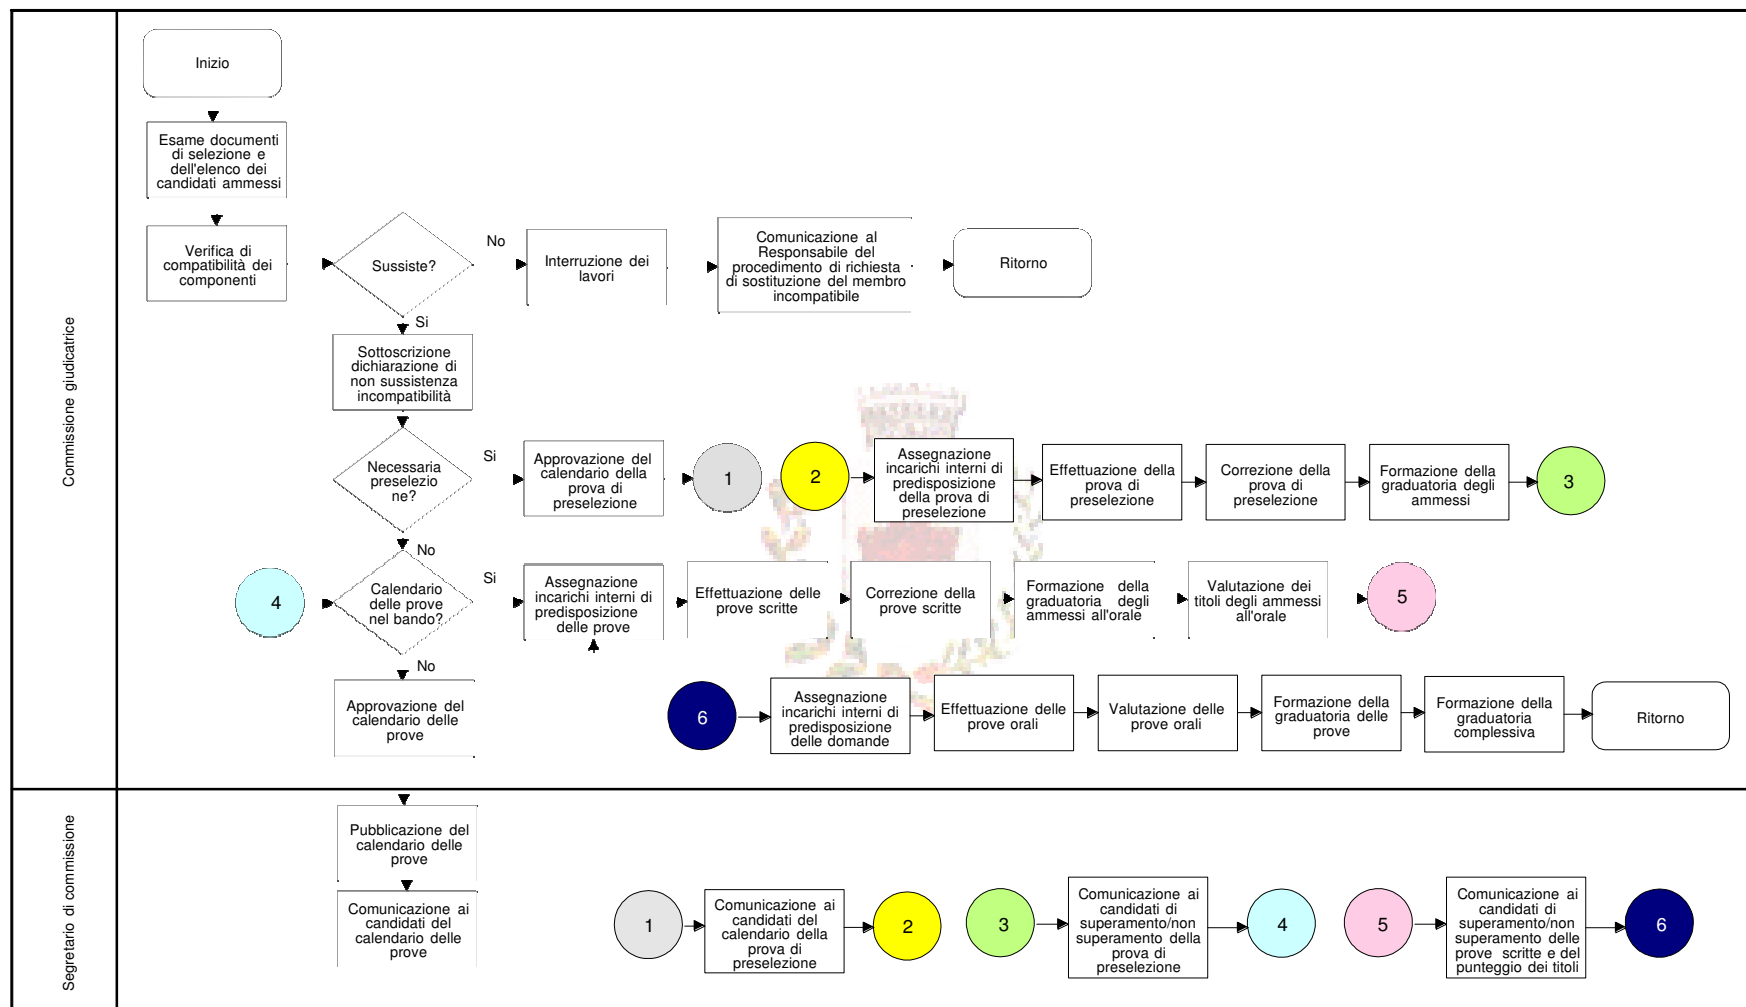 Commissione giudicatrice
Inizio
Esame documenti
di selezione e
dell'elenco dei
candidati ammessi
Verifica di
compatibilità dei
componenti
Sussiste?
No
Interruzione dei
lavori
Comunicazione al
Responsabile del
procedimento di richiesta
di sostituzione del membro
incompatibile
Ritorno
Si
Sottoscrizione
dichiarazione di
non sussistenza
incompatibilità
Necessaria
preselezio
ne?
Si
Approvazione del
calendario della
prova di
preselezione
1
2
Assegnazione
incarichi interni di
predisposizione
della prova di
preselezione
Effettuazione della
prova di
preselezione
Correzione della
prova di
preselezione
Formazione della
graduatoria degli
ammessi
3
No
4
Calendario
delle prove
nel bando?
Si
Assegnazione
incarichi interni di
predisposizione
delle prove
Effettuazione delle
prove scritte
Correzione della
prove scritte
Formazione della
graduatoria degli
ammessi all'orale
Valutazione dei
titoli degli ammessi
all'orale
5
No
Approvazione del
calendario delle
prove
6
Assegnazione
incarichi interni di
predisposizione
delle domande
Effettuazione delle
prove orali
Valutazione delle
prove orali
Formazione della
graduatoria delle
prove
Formazione della
graduatoria
complessiva
Ritorno
Segretario di commissione
Pubblicazione del
calendario delle
prove
Comunicazione ai
candidati del
calendario delle
prove
1
Comunicazione ai
candidati del
calendario della
prova di
preselezione
2
3
Comunicazione ai
candidati di
superamento/non
superamento della
prova di
preselezione
4
5
Comunicazione ai
candidati di
superamento/non
superamento delle
prove scritte e del
punteggio dei titoli
6